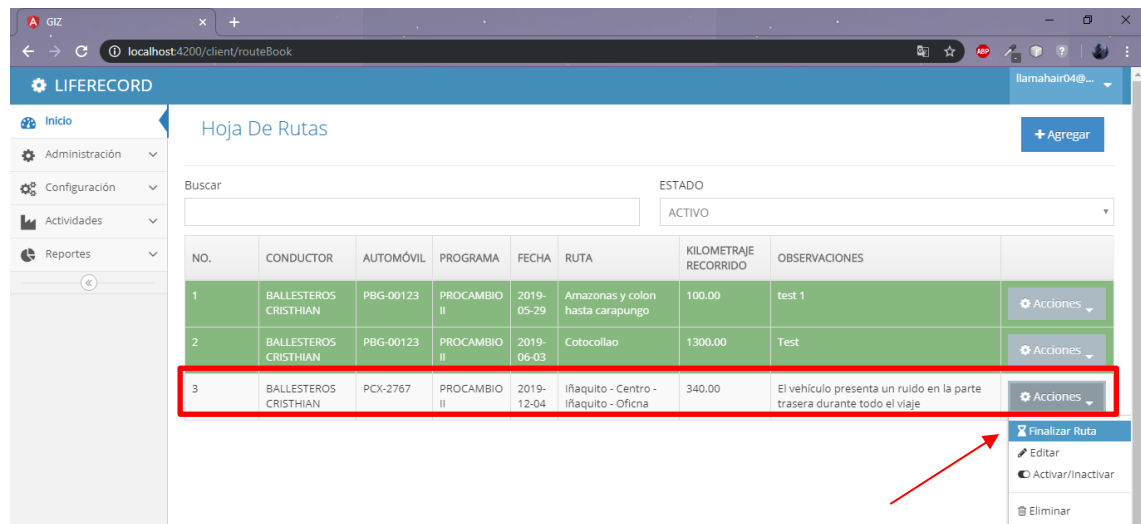 GIZ
localhost:4200/client/routeBook
ABP
LIFERECORD
llamahair04@...
Inicio
Administración
Configuración
Actividades
Reportes
Hoja De Rutas
Agregar
Buscar
ESTADO
ACTIVO
NO. CONDUCTOR AUTOMÓVIL PROGRAMA FECHA RUTA KILOMETRAJE RECORRIDO OBSERVACIONES
1 BALLESTEROS CRISTHIAN PBG-00123 PROCAMBIO II 2019-05-29 Amazonas y colon hasta carapungo 100.00 test 1 Acciones
2 BALLESTEROS CRISTHIAN PBG-00123 PROCAMBIO II 2019-06-03 Cotocollao 1300.00 Test Acciones
3 BALLESTEROS CRISTHIAN PCX-2767 PROCAMBIO II 2019-12-04 Iñaquito - Centro - Iñaquito - Oficna 340.00 El vehículo presenta un ruido en la parte trasera durante todo el viaje Acciones
Finalizar Ruta
Editar
Activar/Inactivar
Eliminar